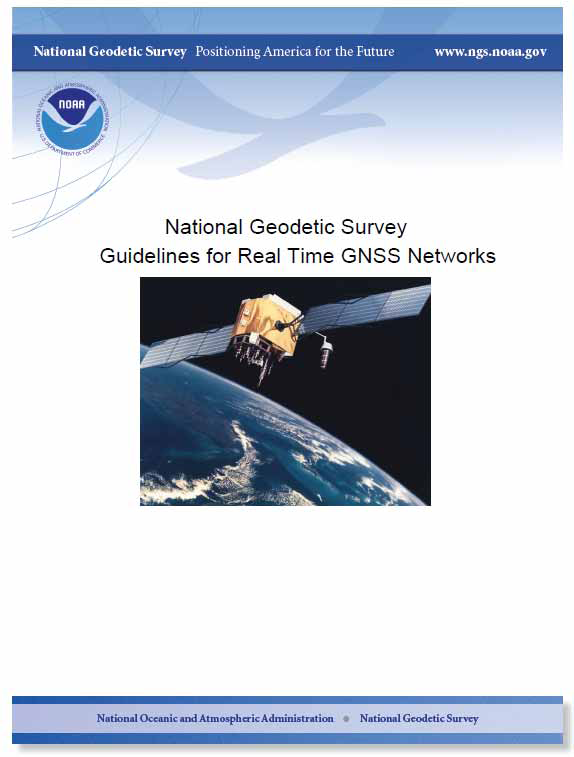 National Geodetic Survey Positioning America for the Future www.ngs.noaa.gov
NATIONAL OCEANIC AND ATMOSPHERIC ADMINISTRATION
NOAA
U.S. DEPARTMENT OF COMMERCE
National Geodetic Survey
Guidelines for Real Time GNSS Networks
National Oceanic and Atmospheric Administration ● National Geodetic Survey